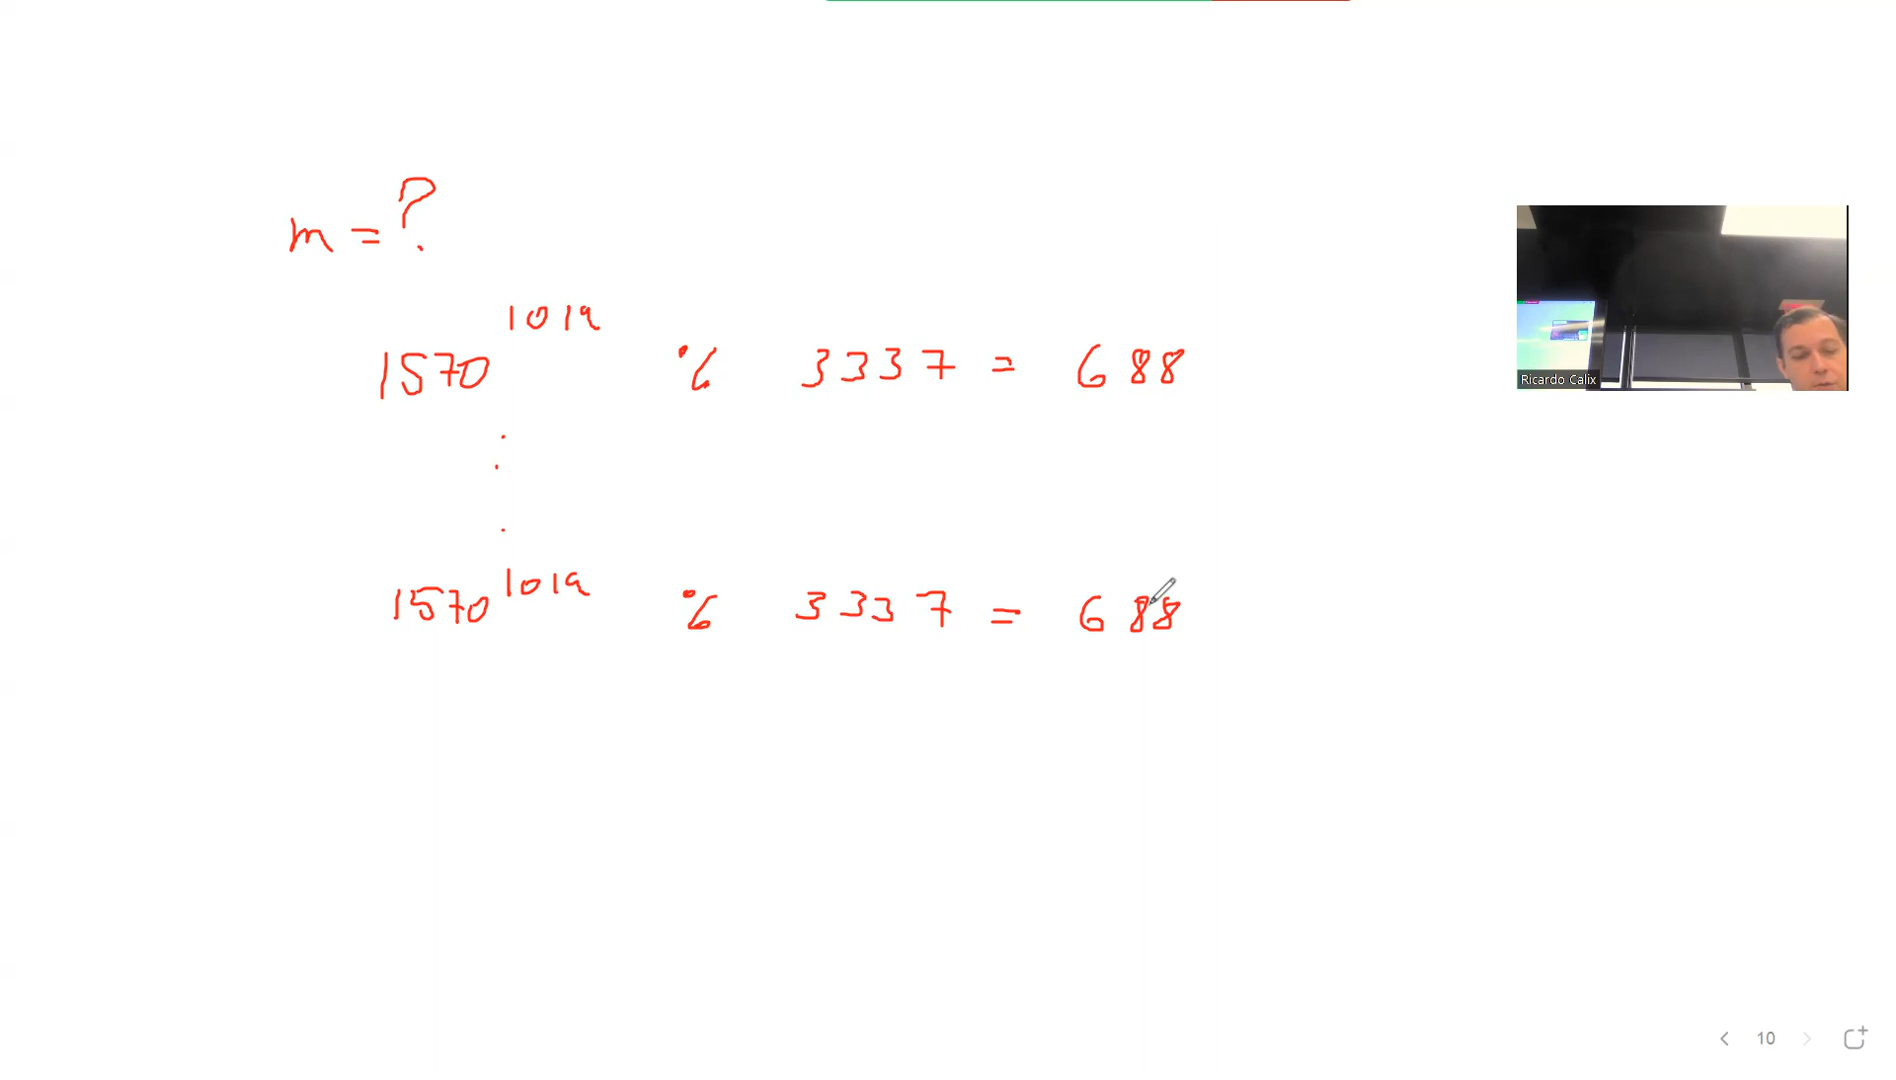 m = ?
1570^1019 % 3337 = 688
Ricardo Calix
1570^1019 % 3337 = 688
10